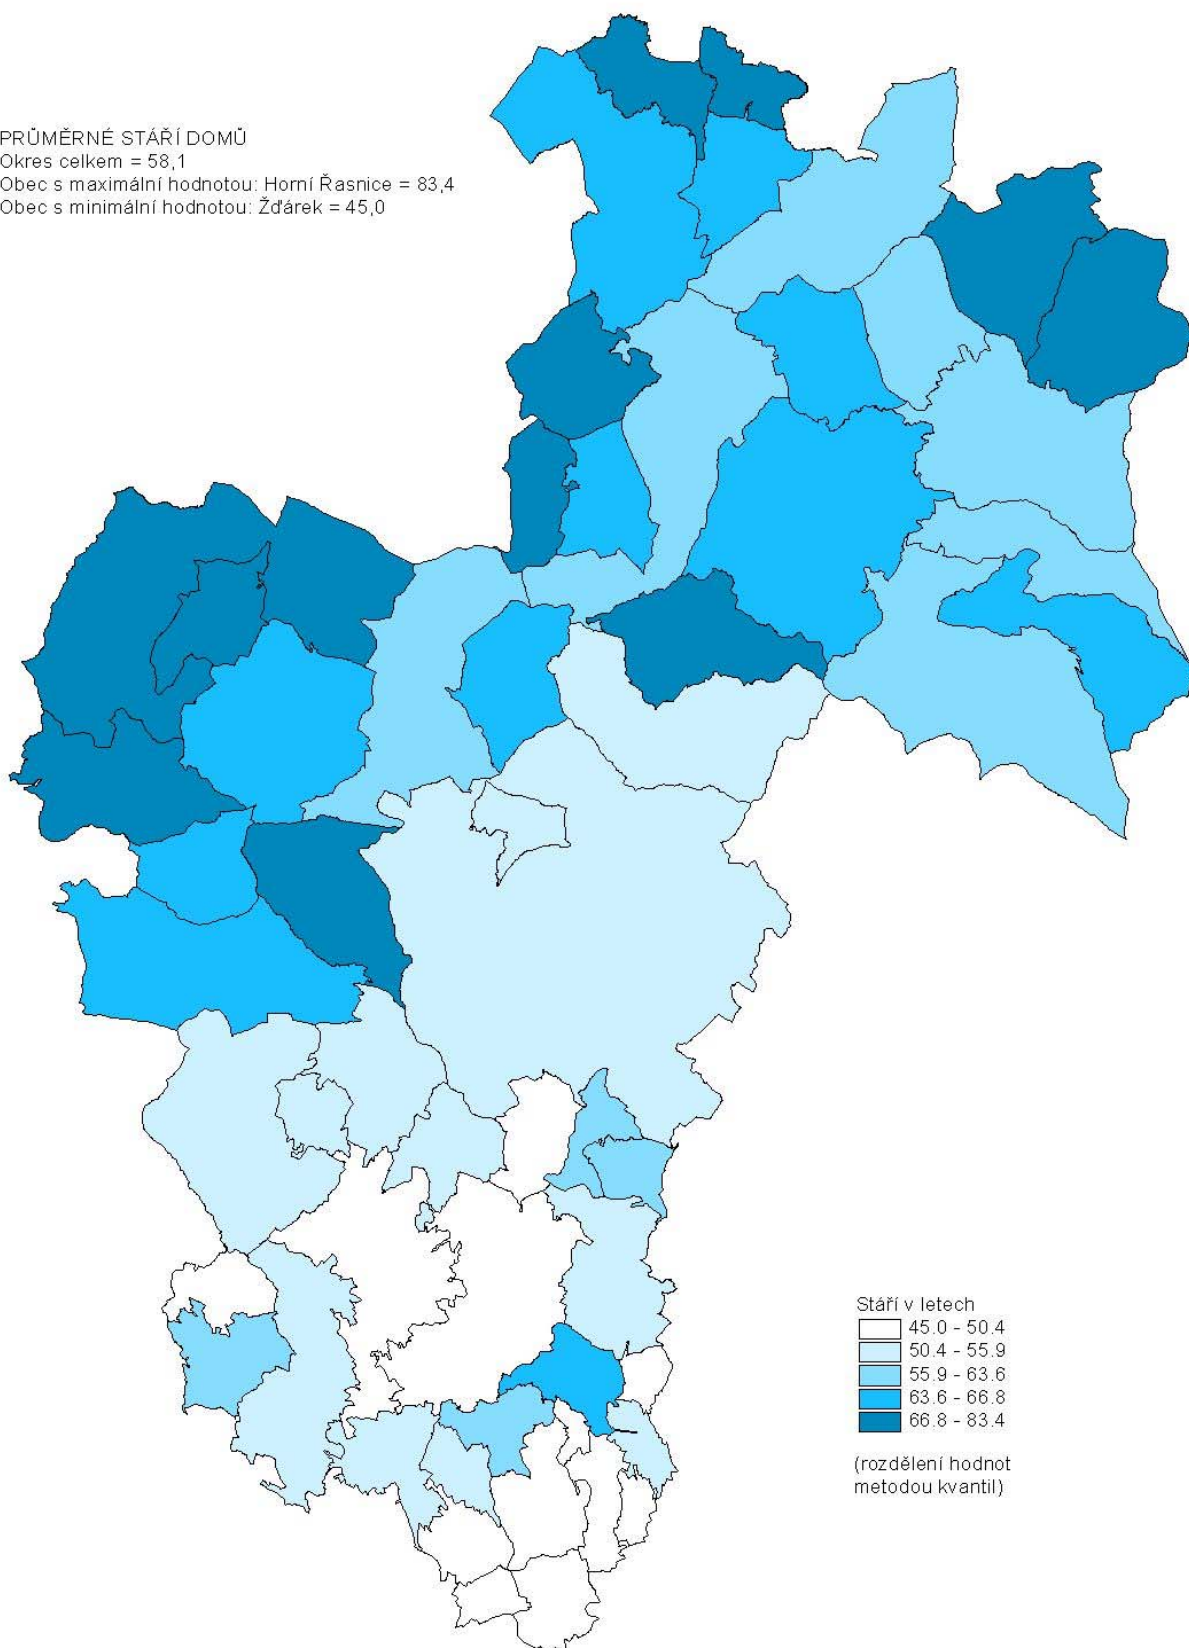 PRŮMĚRNÉ STÁŘÍ DOMŮ
Okres celkem = 58,1
Obec s maximální hodnotou: Horní Řasnice = 83,4
Obec s minimální hodnotou: Žďárek = 45,0
Stáří v letech
45.0 - 50.4
50.4 - 55.9
55.9 - 63.6
63.6 - 66.8
66.8 - 83.4
(rozdělení hodnot
metodou kvantil)